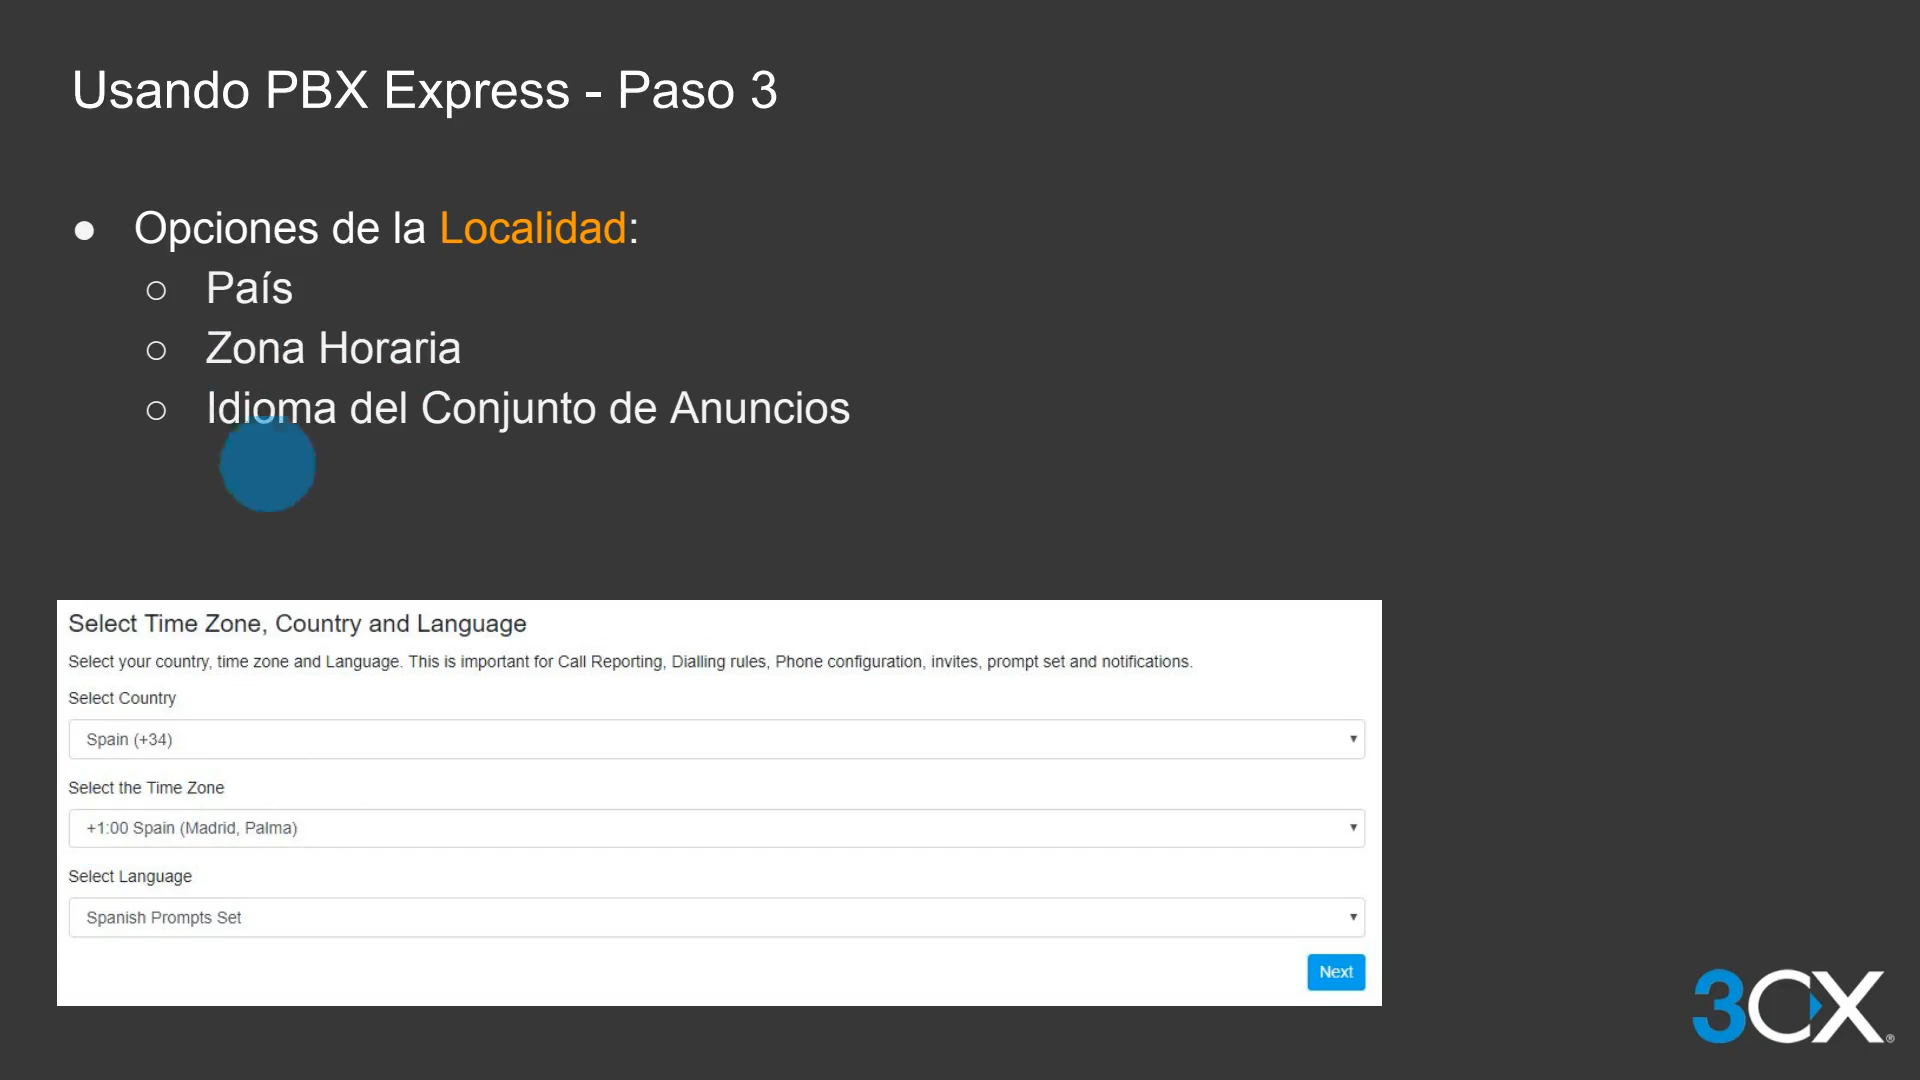 Usando PBX Express - Paso 3
● Opciones de la Localidad:
○ País
○ Zona Horaria
○ Idioma del Conjunto de Anuncios
Select Time Zone, Country and Language
Select your country, time zone and Language. This is important for Call Reporting, Dialling rules, Phone configuration, invites, prompt set and notifications.
Select Country
Spain (+34)
Select the Time Zone
+1:00 Spain (Madrid, Palma)
Select Language
Spanish Prompts Set
Next
3CX®